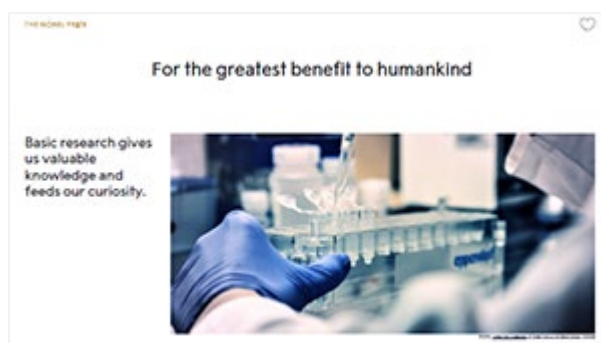 THE NOBEL PRIZE
For the greatest benefit to humankind
Basic research gives
us valuable
knowledge and
feeds our curiosity.
eppendorf